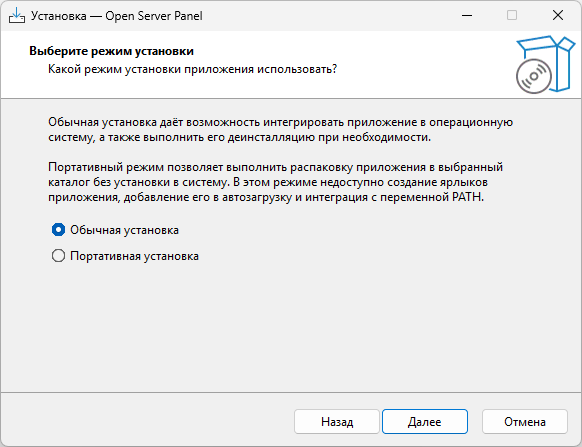 Установка — Open Server Panel
Выберите режим установки
Какой режим установки приложения использовать?
Обычная установка даёт возможность интегрировать приложение в операционную
систему, а также выполнить его деинсталляцию при необходимости.
Портативный режим позволяет выполнить распаковку приложения в выбранный
каталог без установки в систему. В этом режиме недоступно создание ярлыков
приложения, добавление его в автозагрузку и интеграция с переменной PATH.
Обычная установка
Портативная установка
Назад
Далее
Отмена